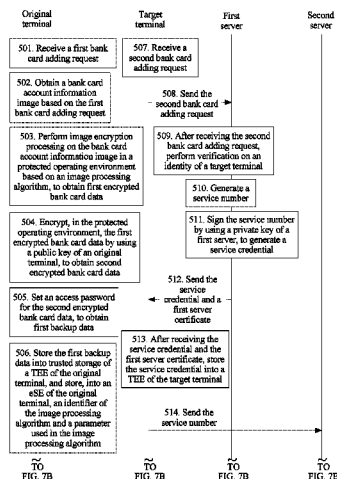 Original terminal
Target terminal
First server
Second server
501. Receive a first bank card adding request
507. Receive a second bank card adding request
502. Obtain a bank card account information image based on the first bank card adding request
508. Send the second bank card adding request
503. Perform image encryption processing on the bank card account information image in a protected operating environment based on an image processing algorithm, to obtain first encrypted bank card data
509. After receiving the second bank card adding request, perform verification on an identity of a target terminal
510. Generate a service number
504. Encrypt, in the protected operating environment, the first encrypted bank card data by using a public key of an original terminal, to obtain second encrypted bank card data
511. Sign the service number by using a private key of a first server, to generate a service credential
512. Send the service credential and a first server certificate
505. Set an access password for the second encrypted bank card data, to obtain first backup data
513. After receiving the service credential and the first server certificate, store the service credential into a TEE of the target terminal
506. Store the first backup data into trusted storage of a TEE of the original terminal, and store, into an eSE of the original terminal, an identifier of the image processing algorithm and a parameter used in the image processing algorithm
514. Send the service number
TO FIG. 7B
TO FIG. 7B
TO FIG. 7B
TO FIG. 7B